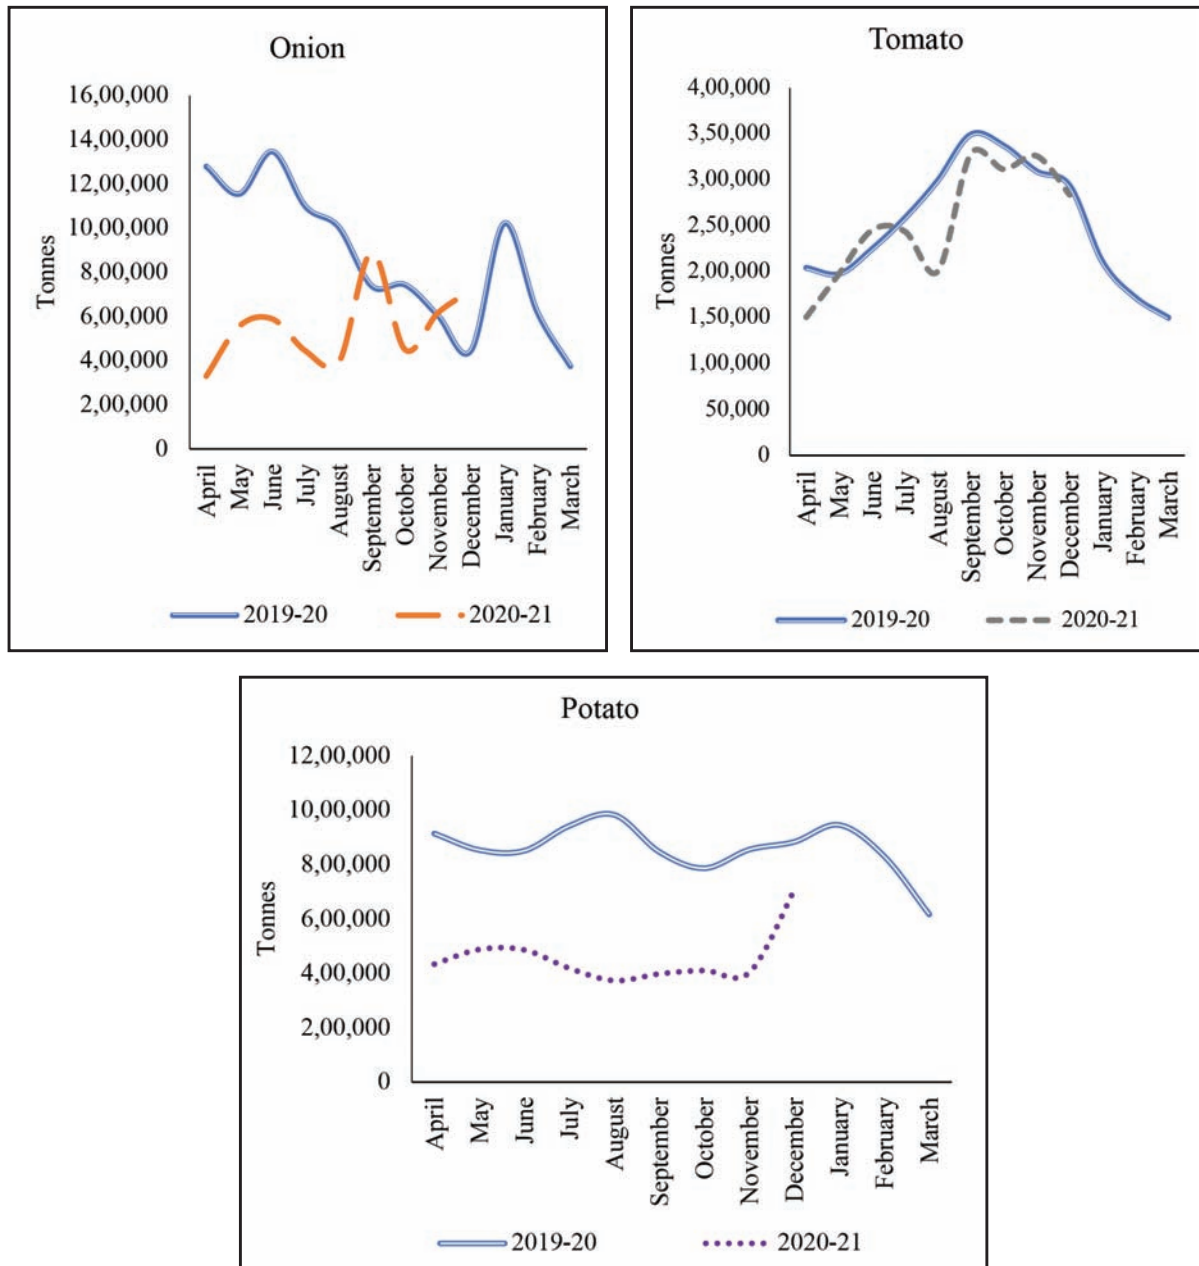 Onion
16,00,000
14,00,000
12,00,000
10,00,000
8,00,000
6,00,000
4,00,000
2,00,000
0
Tonnes
April
May
June
July
August
September
October
November
December
January
February
March
2019-20
2020-21
Tomato
4,00,000
3,50,000
3,00,000
2,50,000
2,00,000
1,50,000
1,00,000
50,000
0
Tonnes
April
May
June
July
August
September
October
November
December
January
February
March
2019-20
2020-21
Potato
12,00,000
10,00,000
8,00,000
6,00,000
4,00,000
2,00,000
0
Tonnes
April
May
June
July
August
September
October
November
December
January
February
March
2019-20
2020-21